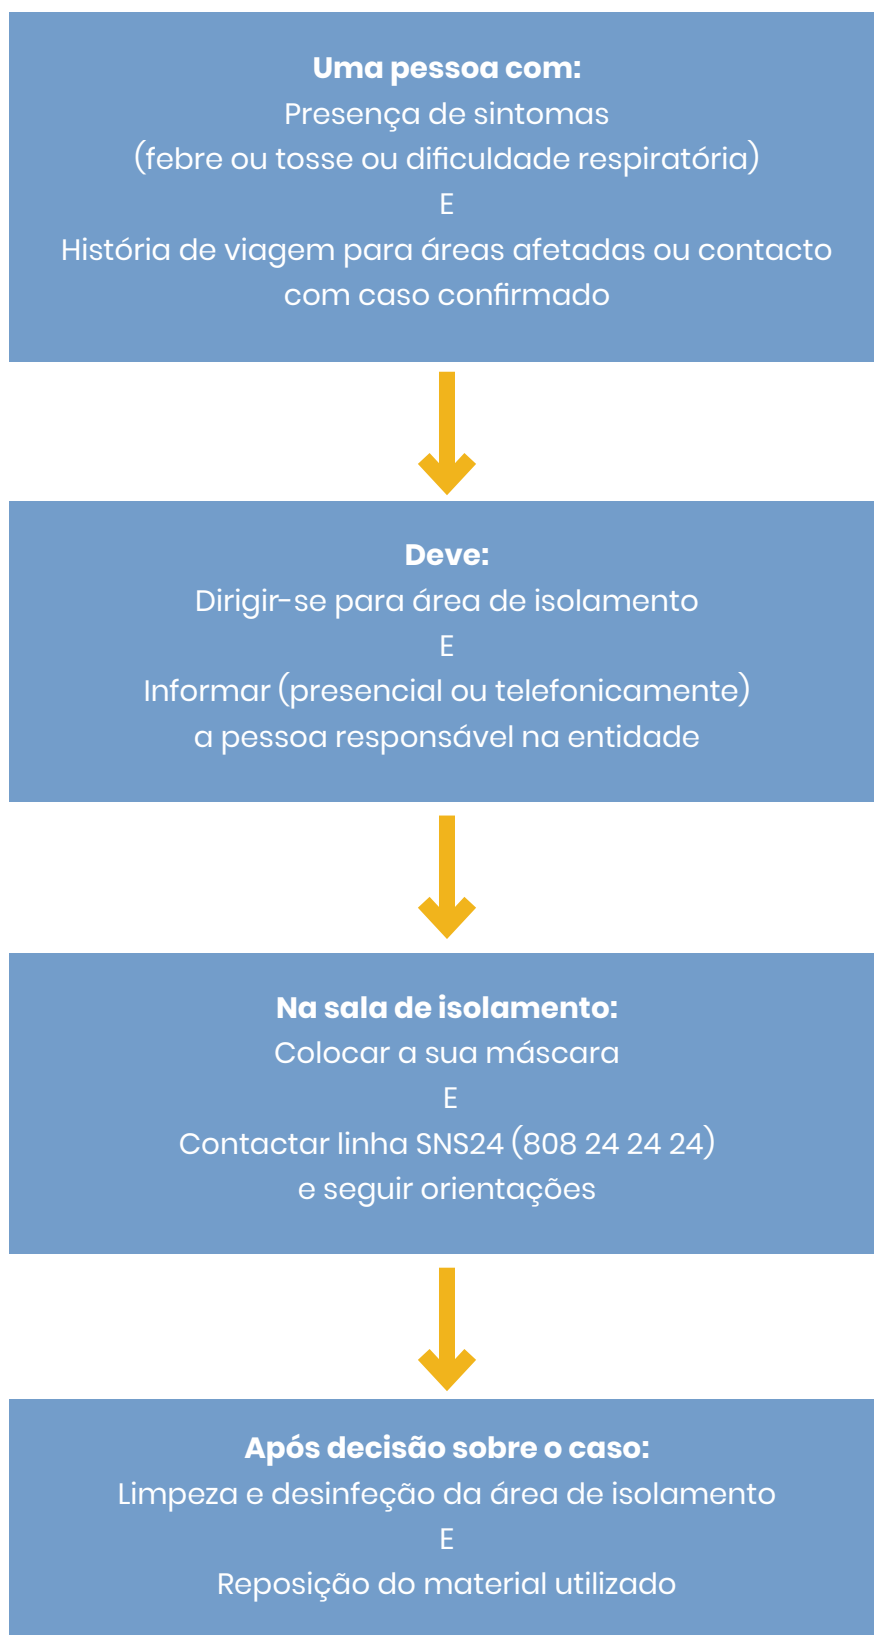 Uma pessoa com:
Presença de sintomas
(febre ou tosse ou dificuldade respiratória)
E
História de viagem para áreas afetadas ou contacto
com caso confirmado
Deve:
Dirigir-se para área de isolamento
E
Informar (presencial ou telefonicamente)
a pessoa responsável na entidade
Na sala de isolamento:
Colocar a sua máscara
E
Contactar linha SNS24 (808 24 24 24)
e seguir orientações
Após decisão sobre o caso:
Limpeza e desinfeção da área de isolamento
E
Reposição do material utilizado